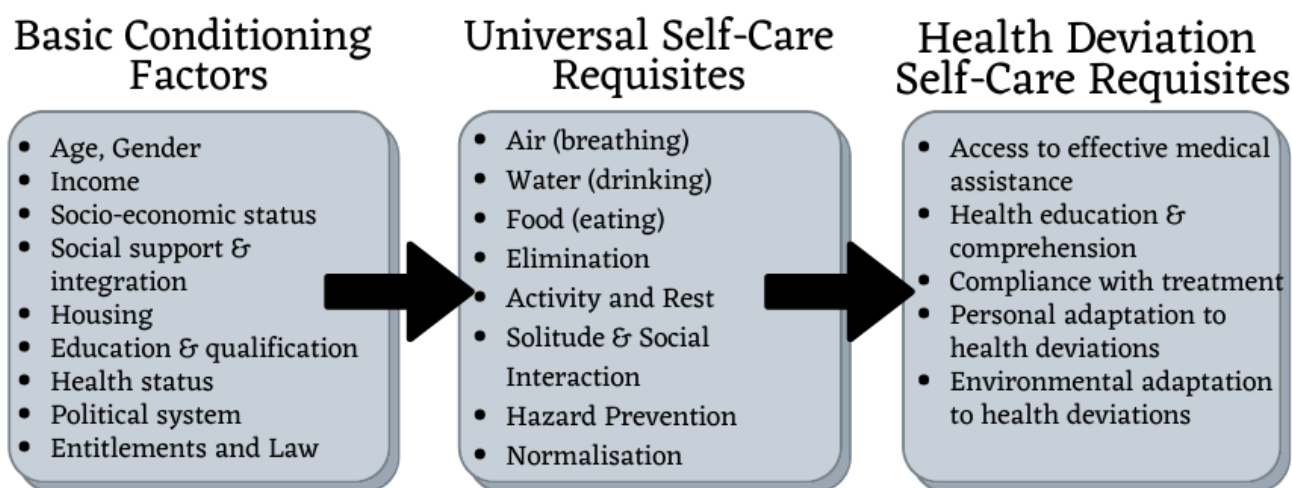 Basic Conditioning
Factors
• Age, Gender
• Income
• Socio-economic status
• Social support &
integration
• Housing
• Education & qualification
• Health status
• Political system
• Entitlements and Law
Universal Self-Care
Requisites
• Air (breathing)
• Water (drinking)
• Food (eating)
• Elimination
• Activity and Rest
• Solitude & Social
Interaction
• Hazard Prevention
• Normalisation
Health Deviation
Self-Care Requisites
• Access to effective medical
assistance
• Health education &
comprehension
• Compliance with treatment
• Personal adaptation to
health deviations
• Environmental adaptation
to health deviations